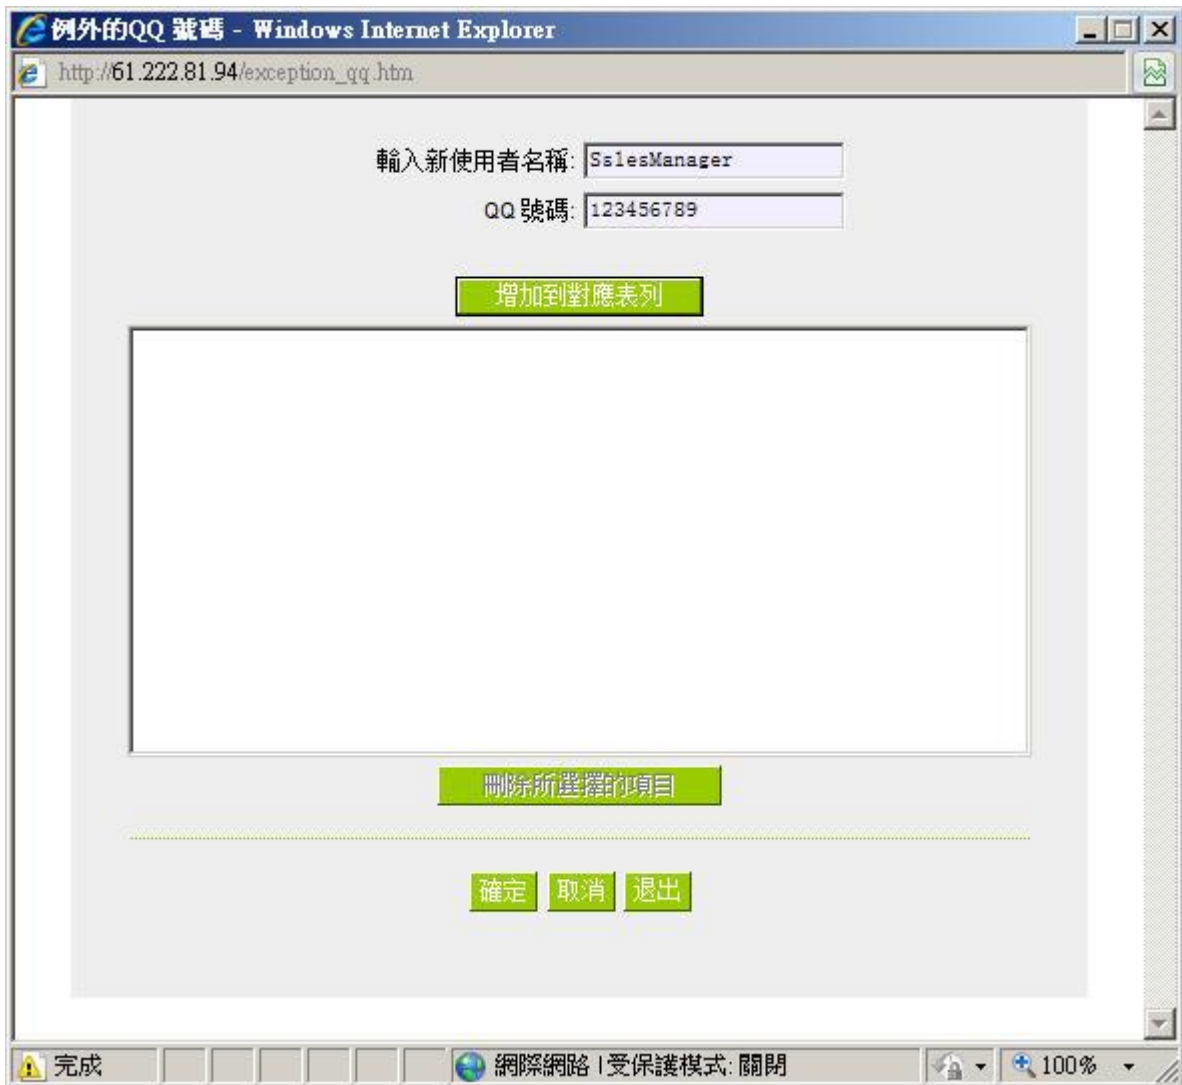 例外的QQ 號碼 - Windows Internet Explorer
http://61.222.81.94/exception_qq.htm
輸入新使用者名稱: SslesManager
QQ 號碼: 123456789
增加到對應表列
刪除所選擇的項目
確定 取消 退出
完成 網際網路 | 受保護模式: 關閉 100%